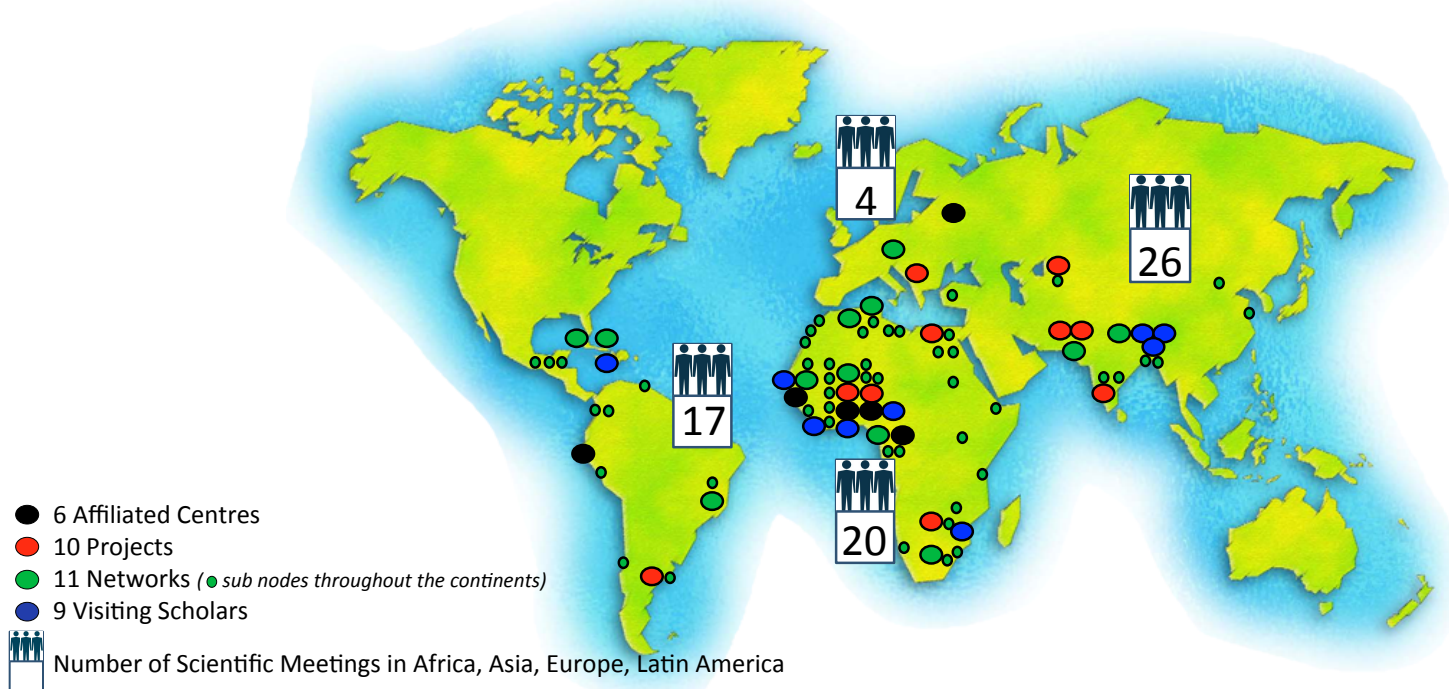 4
26
17
20
6 Affiliated Centres
10 Projects
11 Networks ( sub nodes throughout the continents)
9 Visiting Scholars
Number of Scientific Meetings in Africa, Asia, Europe, Latin America